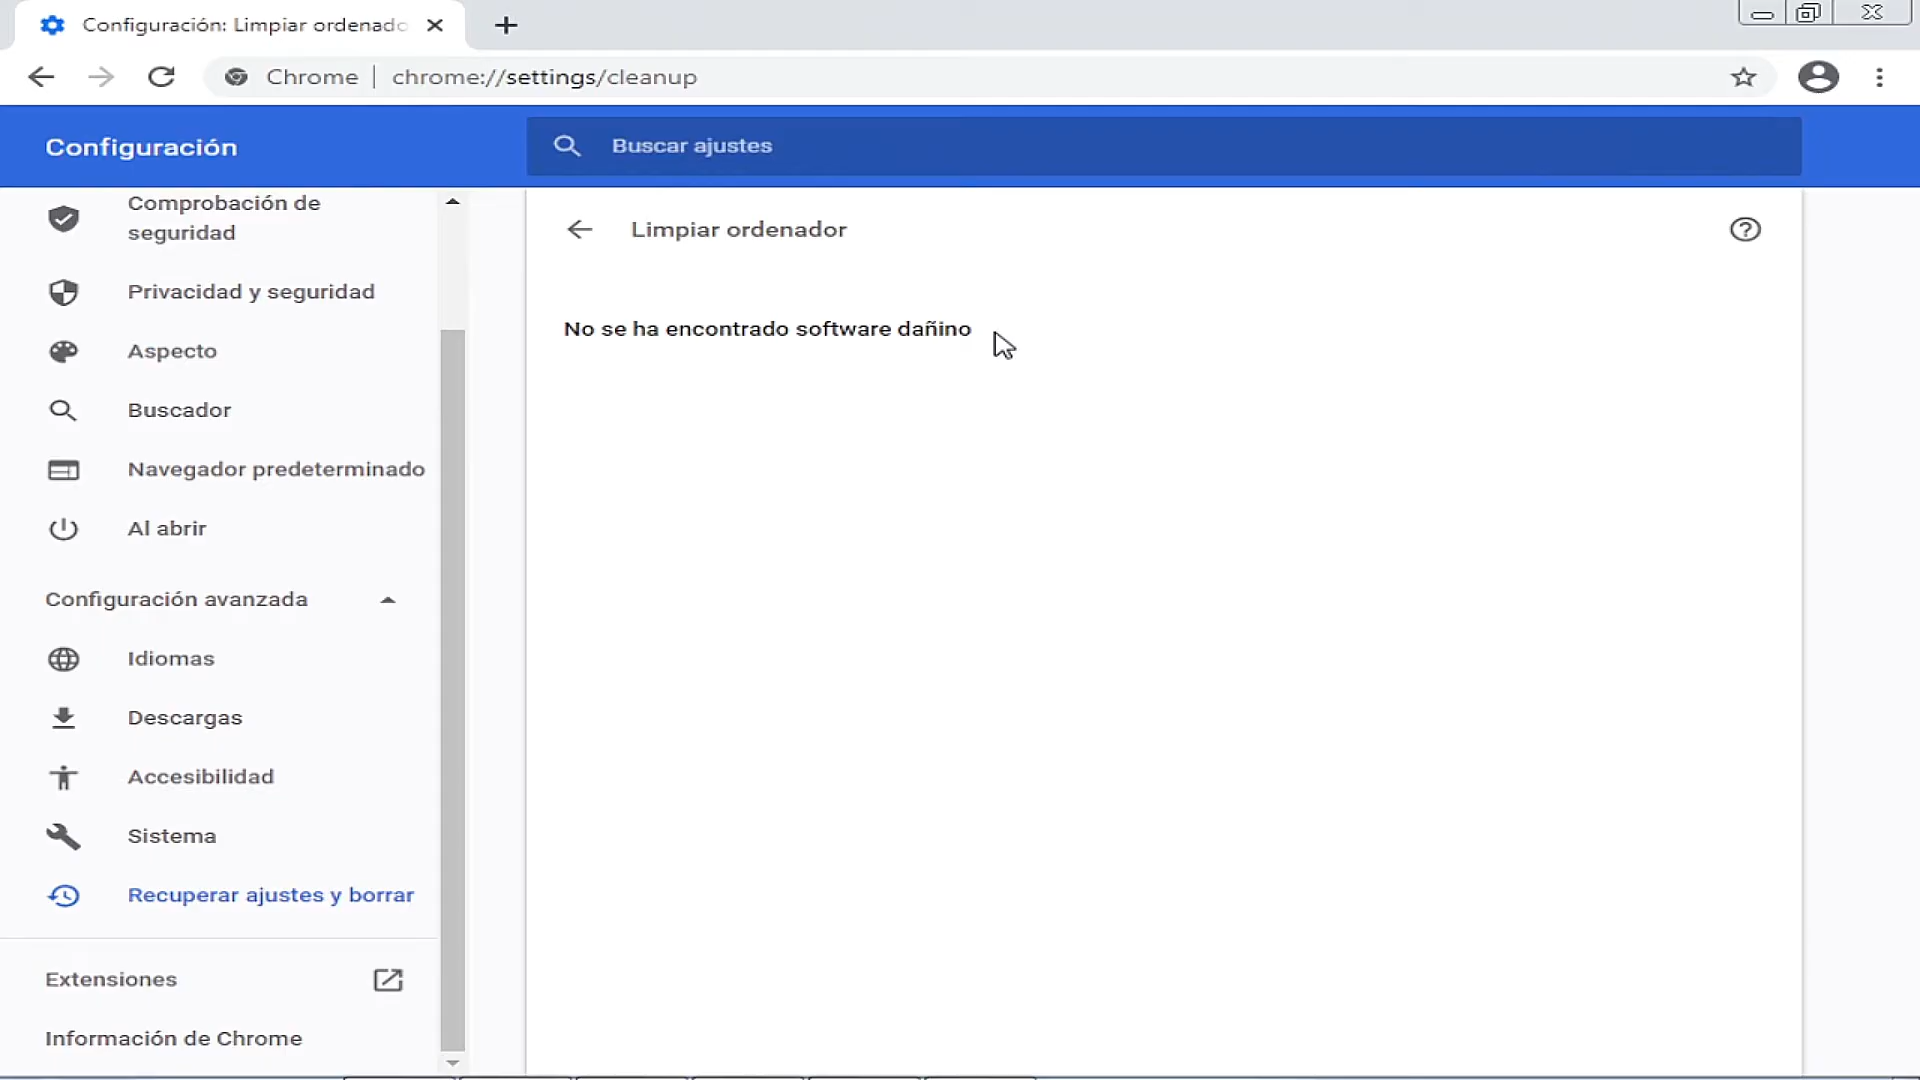 Configuración: Limpiar ordenado
Chrome | chrome://settings/cleanup
Configuración
Buscar ajustes
Comprobación de
seguridad
Privacidad y seguridad
Aspecto
Buscador
Navegador predeterminado
Al abrir
Configuración avanzada
Idiomas
Descargas
Accesibilidad
Sistema
Recuperar ajustes y borrar
Extensiones
Información de Chrome
Limpiar ordenador
No se ha encontrado software dañino